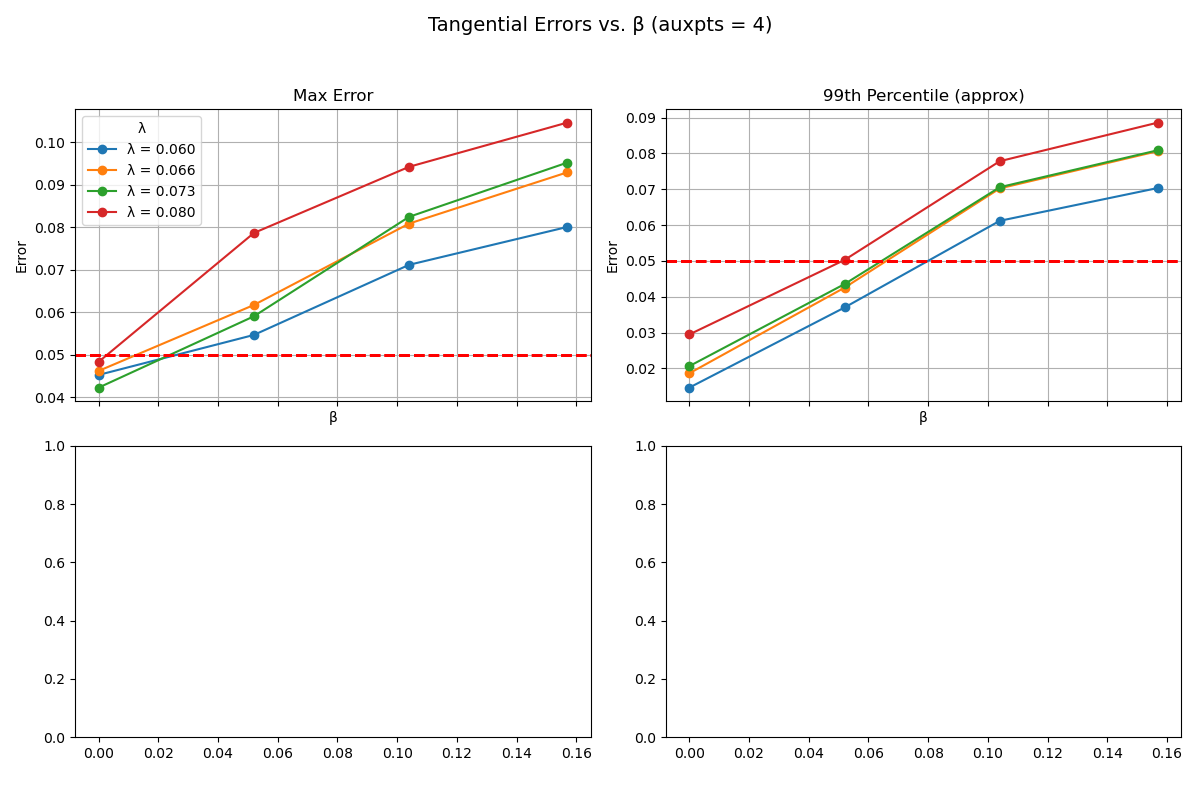 Tangential Errors vs. β (auxpts = 4)
Max Error
Error
0.10
0.09
0.08
0.07
0.06
0.05
0.04
λ
λ = 0.060
λ = 0.066
λ = 0.073
λ = 0.080
β
99th Percentile (approx)
Error
0.09
0.08
0.07
0.06
0.05
0.04
0.03
0.02
β
1.0
0.8
0.6
0.4
0.2
0.0
0.00 0.02 0.04 0.06 0.08 0.10 0.12 0.14 0.16
1.0
0.8
0.6
0.4
0.2
0.0
0.00 0.02 0.04 0.06 0.08 0.10 0.12 0.14 0.16